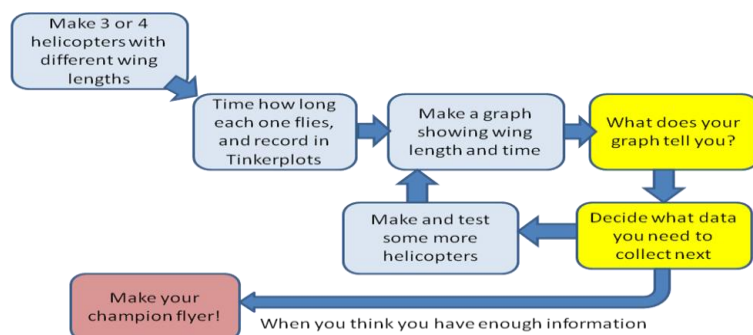 Make 3 or 4
helicopters with
different wing
lengths
Time how long
each one flies,
and record in
Tinkerplots
Make a graph
showing wing
length and time
What does your
graph tell you?
Decide what data
you need to
collect next
Make and test
some more
helicopters
Make your
champion flyer!
When you think you have enough information